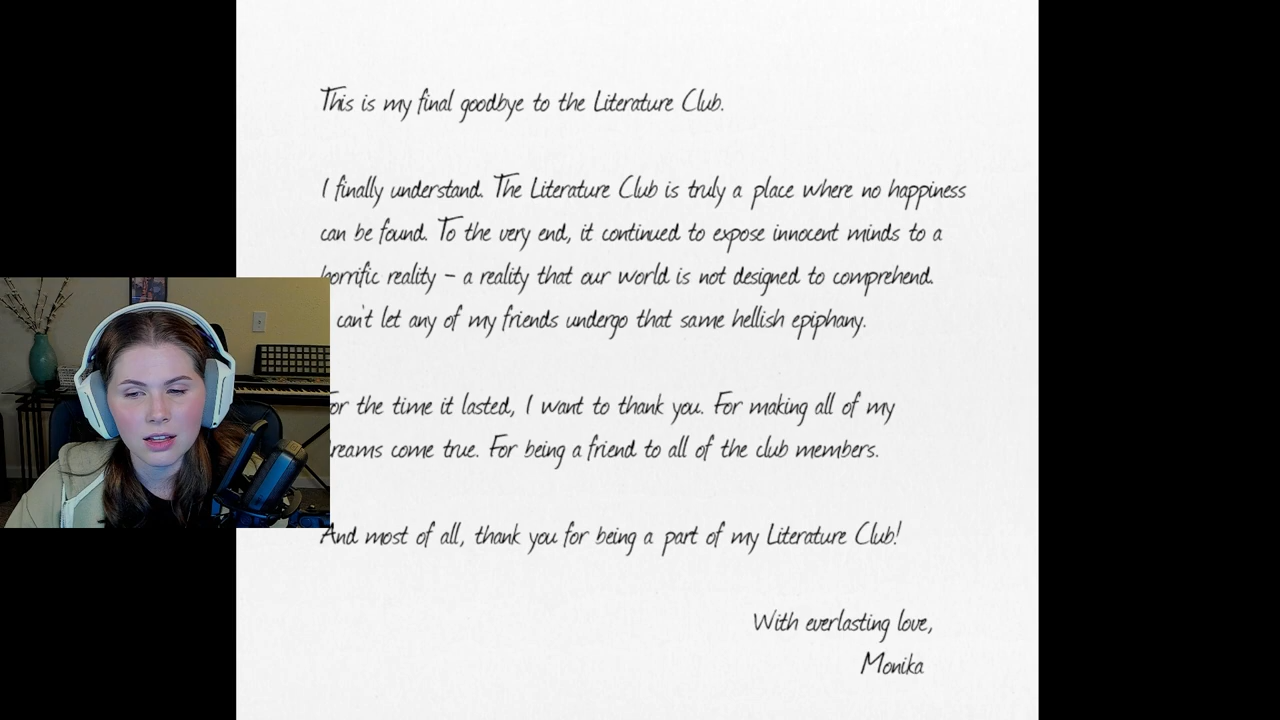 This is my final goodbye to the Literature Club.
I finally understand. The Literature Club is truly a place where no happiness
can be found. To the very end, it continued to expose innocent minds to a
horrific reality – a reality that our world is not designed to comprehend.
can't let any of my friends undergo that same hellish epiphany.
For the time it lasted, I want to thank you. For making all of my
dreams come true. For being a friend to all of the club members.
And most of all, thank you for being a part of my Literature Club!
With everlasting love,
Monika